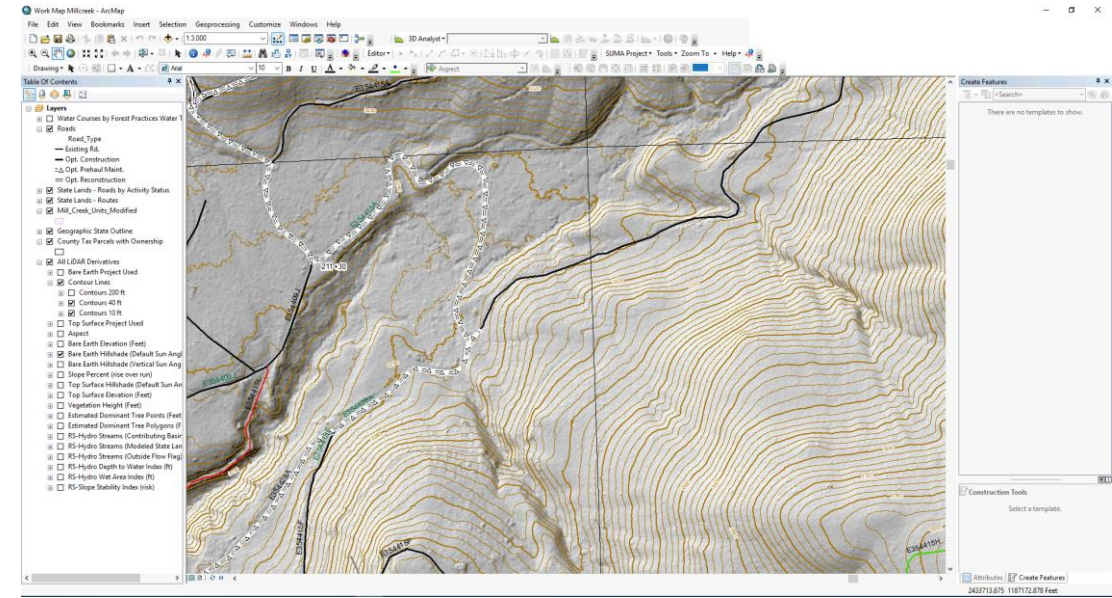 Work Map Millcreek - ArcMap
File Edit View Bookmarks Insert Selection Geoprocessing Customize Windows Help
1:3,000
3D Analyst
Editor
SUMA Project Tools Zoom To Help
Drawing
A
Arial
10
B I U A
Aspect
Table Of Contents
Layers
Water Courses by Forest Practices Water T
Roads
Road_Type
Existing Rd.
Opt. Construction
Opt. Prehaul Maint.
Opt. Reconstruction
State Lands - Roads by Activity Status
State Lands - Routes
Mill_Creek_Units_Modified
Geographic State Outline
County Tax Parcels with Ownership
All LiDAR Derivatives
Bare Earth Project Used
Contour Lines
Contours 200 ft
Contours 40 ft
Contours 10 ft
Top Surface Project Used
Aspect
Bare Earth Elevation (Feet)
Bare Earth Hillshade (Default Sun Angl
Bare Earth Hillshade (Vertical Sun Ang
Slope Percent (rise over run)
Top Surface Hillshade (Default Sun An
Top Surface Elevation (Feet)
Vegetation Height (Feet)
Estimated Dominant Tree Points (Feet
Estimated Dominant Tree Polygons (F
RS-Hydro Streams (Contributing Basir
RS-Hydro Streams (Modeled State Lan
RS-Hydro Streams (Outside Flow Flag)
RS-Hydro Depth to Water Index (ft)
RS-Hydro Wet Area Index (ft)
RS-Slope Stability Index (risk)
E354415A
211+30
E354406J
E354415F
E354415H
Create Features
<Search>
There are no templates to show.
Construction Tools
Select a template.
Attributes Create Features
2433713.675 1187172.878 Feet